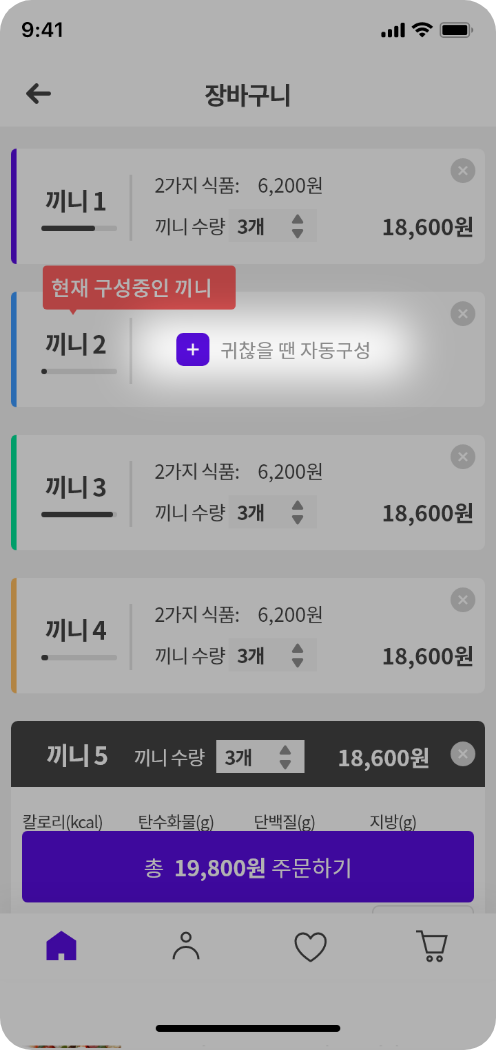 9:41
장바구니
끼니 1
2가지 식품: 6,200원
끼니 수량 3개 18,600원
현재 구성중인 끼니
끼니 2
+ 귀찮을 땐 자동구성
끼니 3
2가지 식품: 6,200원
끼니 수량 3개 18,600원
끼니 4
2가지 식품: 6,200원
끼니 수량 3개 18,600원
끼니 5 끼니 수량 3개 18,600원
칼로리(kcal) 탄수화물(g) 단백질(g) 지방(g)
총 19,800원 주문하기